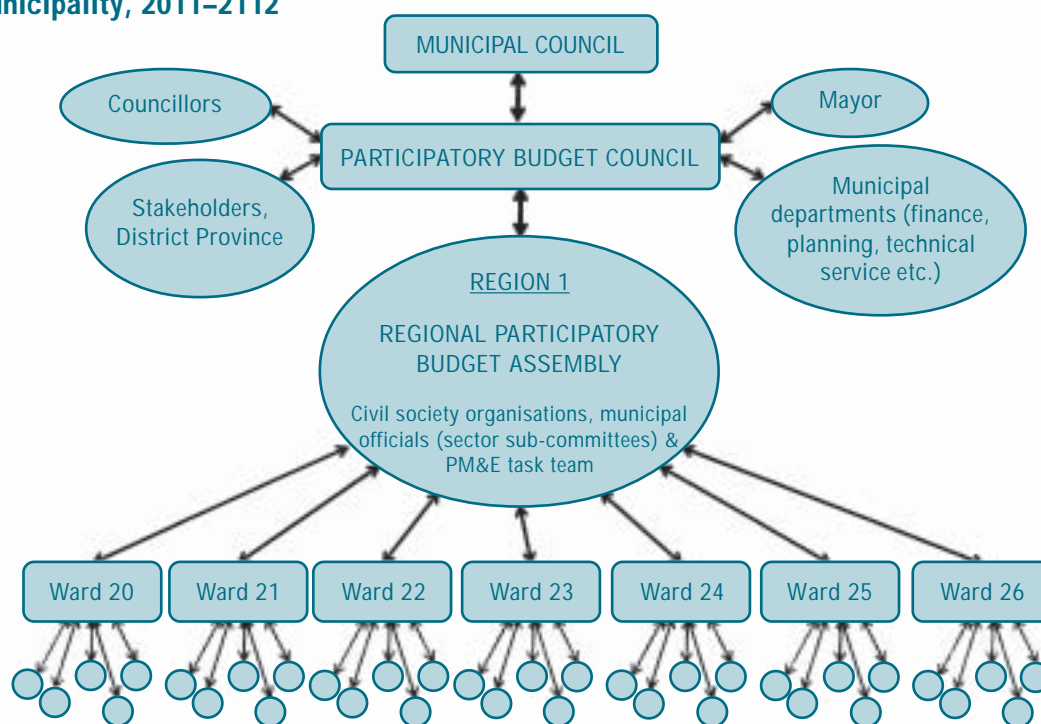 unicipality, 2011–2112
MUNICIPAL COUNCIL
Councillors
Mayor
PARTICIPATORY BUDGET COUNCIL
Stakeholders,
District Province
Municipal
departments (finance,
planning, technical
service etc.)
REGION 1
REGIONAL PARTICIPATORY
BUDGET ASSEMBLY
Civil society organisations, municipal
officials (sector sub-committees) &
PM&E task team
Ward 20
Ward 21
Ward 22
Ward 23
Ward 24
Ward 25
Ward 26